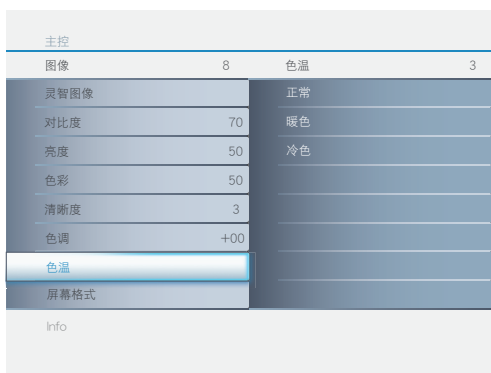 主控
图像 8 色温 3
灵智图像 正常
对比度 70 暖色
亮度 50 冷色
色彩 50
清晰度 3
色调 +00
色温
屏幕格式
Info